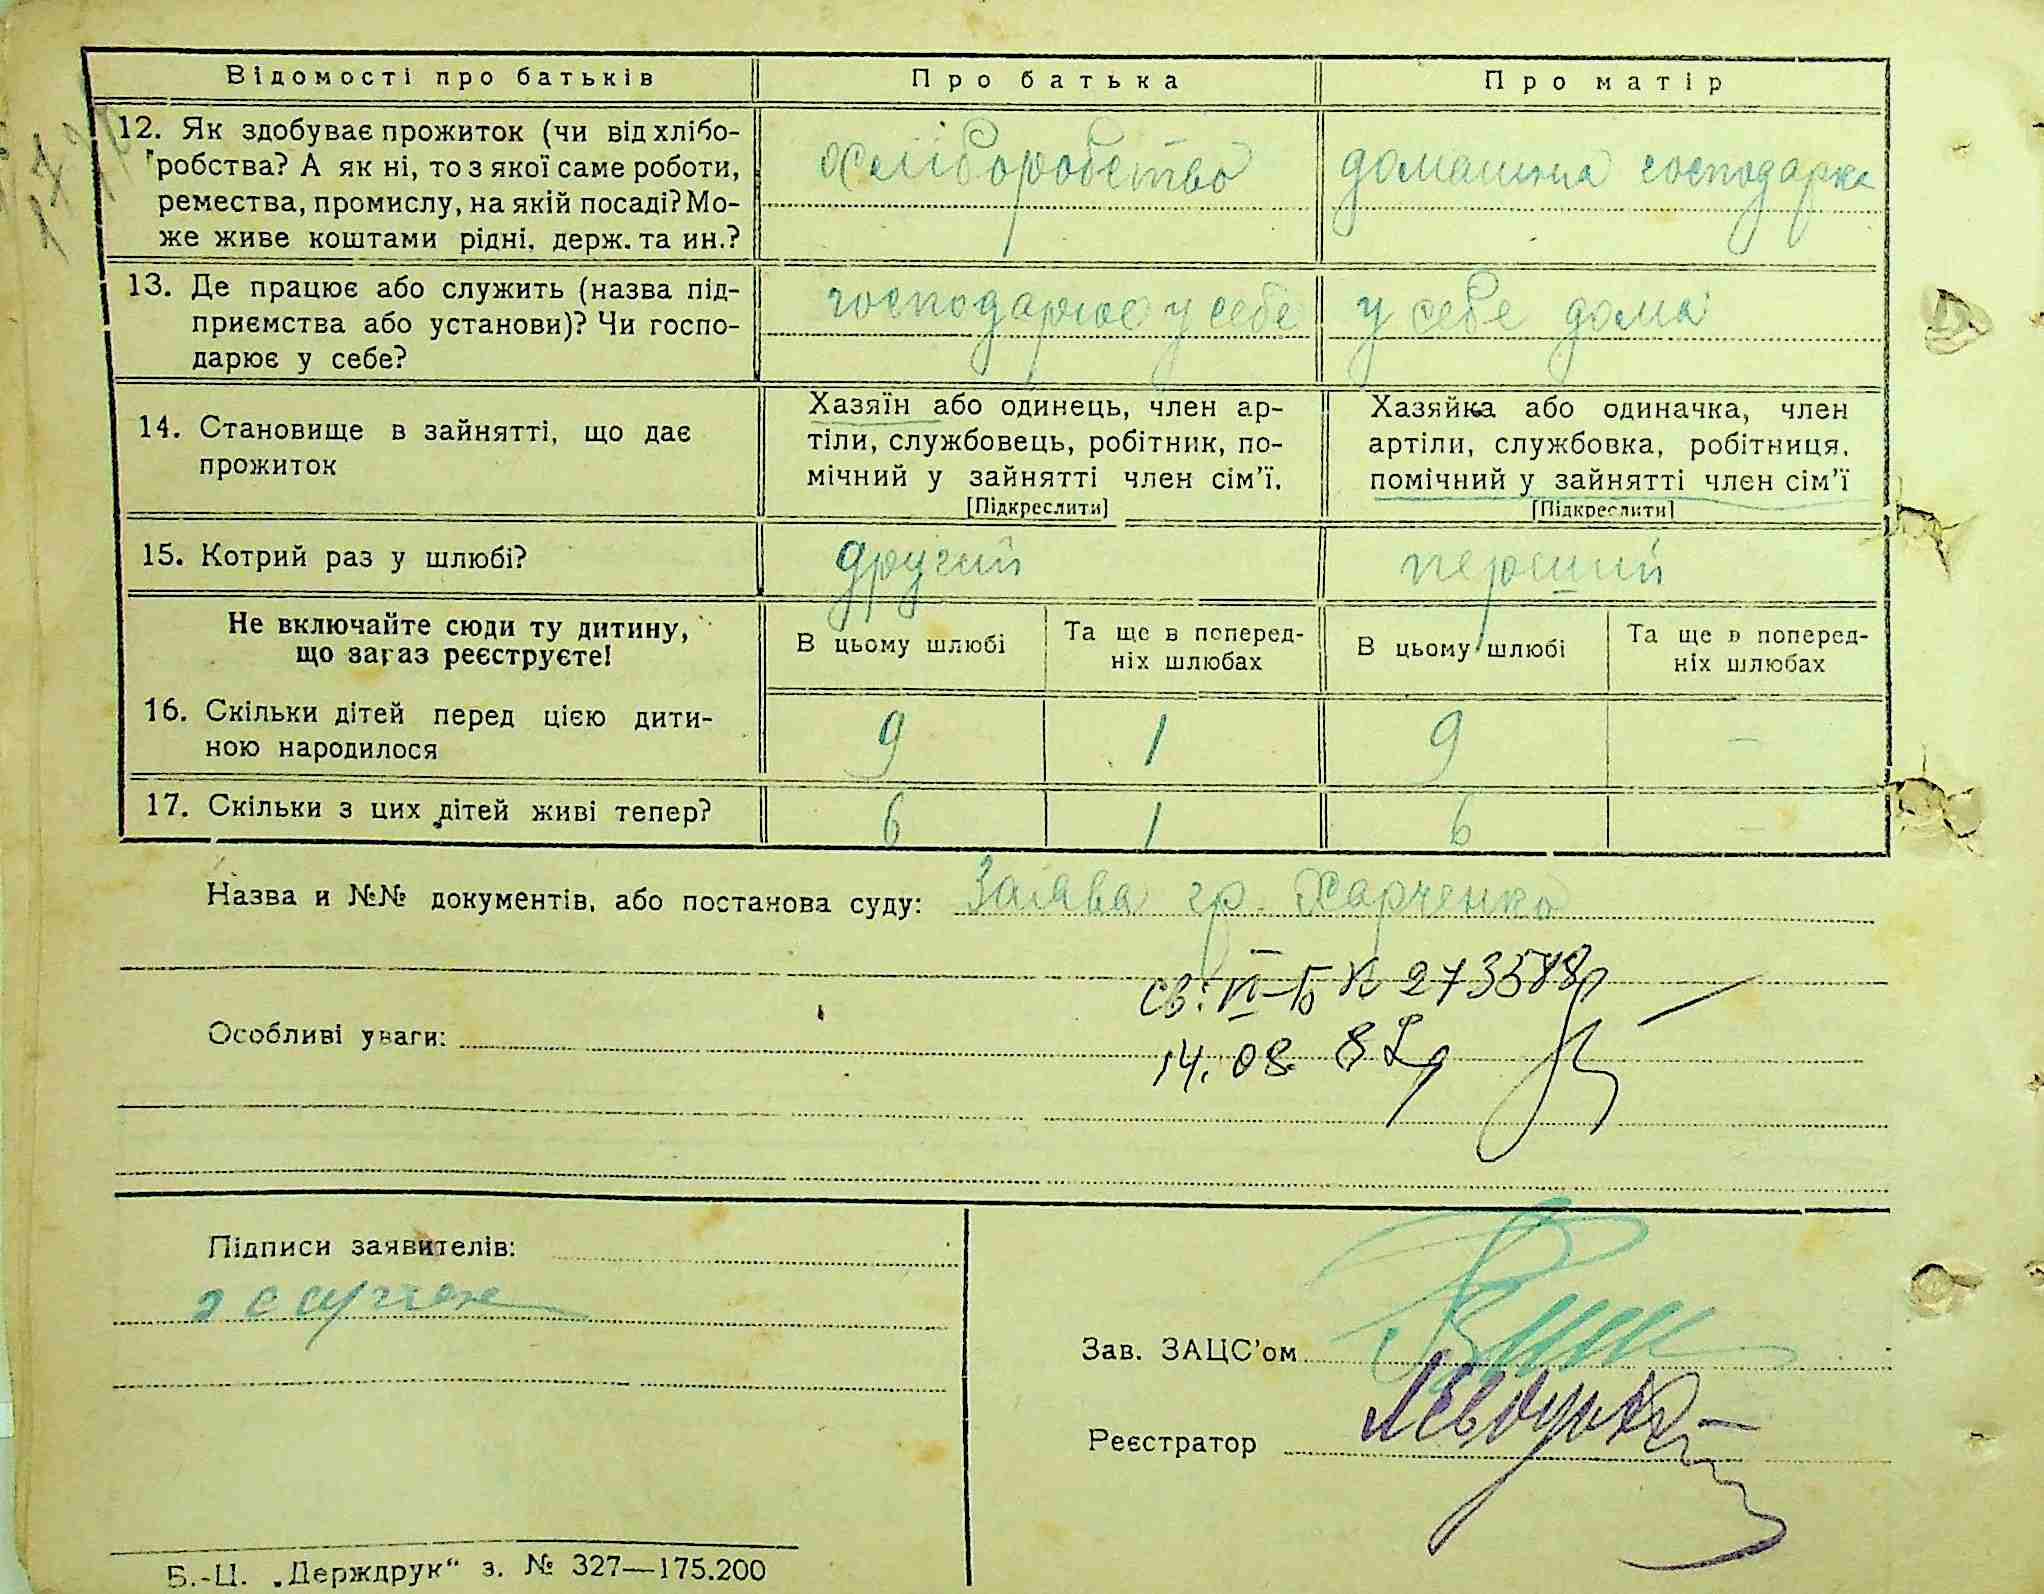 Відомості про батьків
Про батька
Про матір
12. Як здобуває прожиток (чи від хлібо-
робства? А як ні, то з якої саме роботи,
ремества, промислу, на якій посаді? Мо-
же живе коштами рідні, держ. та ин.?
хліборобство
домашня господарка
13. Де працює або служить (назва під-
приємства або установи)? Чи госпо-
дарює у себе?
господарює у себе
у себе дома
14. Становище в зайнятті, що дає
прожиток
Хазяїн або одинець, член ар-
тіли, службовець, робітник, по-
мічний у зайнятті член сім'ї.
[Підкреслити]
Хазяйка або одиначка, член
артіли, службовка, робітниця,
помічний у зайнятті член сім'ї
[Підкреслити]
15. Котрий раз у шлюбі?
другий
перший
Не включайте сюди ту дитину,
що зараз реєструєте!
В цьому шлюбі
Та ще в поперед-
ніх шлюбах
В цьому шлюбі
Та ще в поперед-
ніх шлюбах
16. Скільки дітей перед цією дити-
ною народилося
9
1
9
—
17. Скільки з цих дітей живі тепер?
6
1
6
—
Назва и №№ документів, або постанова суду: Заява гр. Харченко
св. № 273588
Особливі уваги:
14.08.
Підписи заявителів:
Зав. ЗАЦС'ом
Реєстратор
Б.-Ц. „Держдрук“ з. № 327—175.200